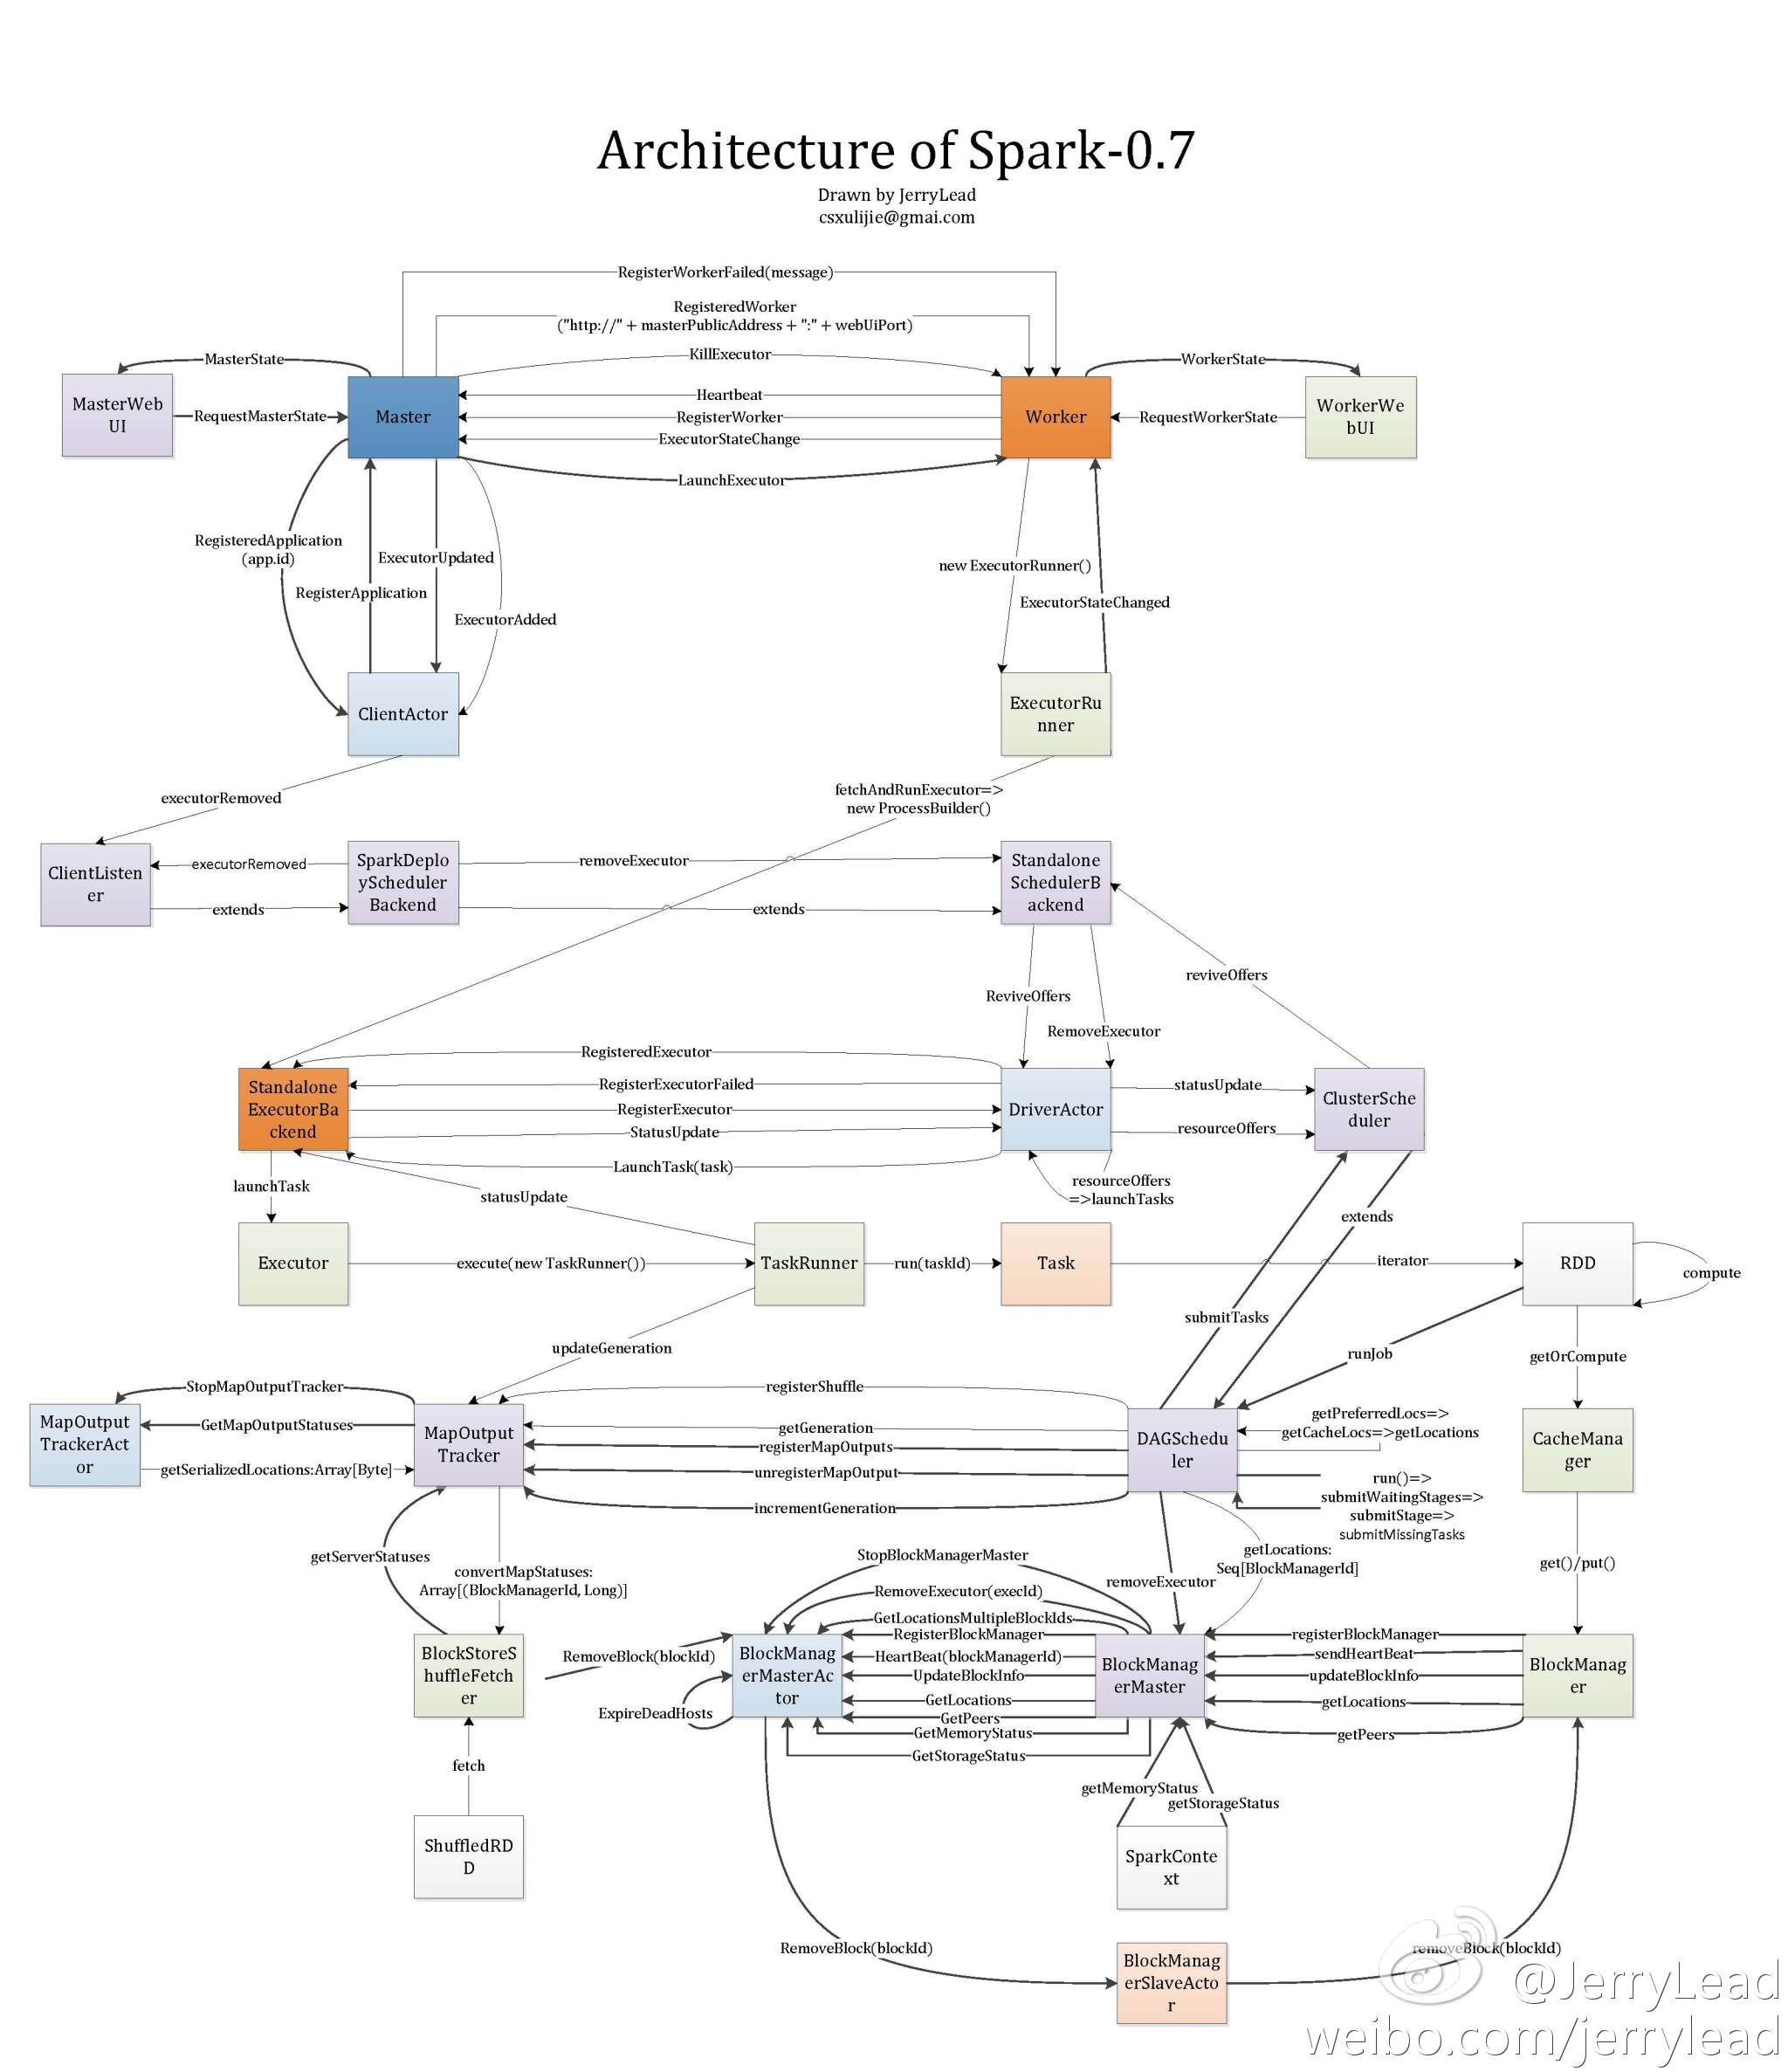 Architecture of Spark-0.7
Drawn by JerryLead
csxulijie@gmai.com
RegisterWorkerFailed(message)
RegisteredWorker
("http://" + masterPublicAddress + ":" + webUiPort)
MasterState
KillExecutor
WorkerState
MasterWeb
UI
RequestMasterState
Master
Heartbeat
RegisterWorker
ExecutorStateChange
Worker
RequestWorkerState
WorkerWe
bUI
LaunchExecutor
RegisteredApplication
(app.id)
ExecutorUpdated
RegisterApplication
ExecutorAdded
new ExecutorRunner()
ExecutorStateChanged
ClientActor
ExecutorRu
nner
executorRemoved
fetchAndRunExecutor=>
new ProcessBuilder()
ClientListen
er
executorRemoved
extends
SparkDeplo
yScheduler
Backend
removeExecutor
extends
Standalone
SchedulerB
ackend
reviveOffers
ReviveOffers
RemoveExecutor
RegisteredExecutor
Standalone
ExecutorBa
ckend
RegisterExecutorFailed
RegisterExecutor
StatusUpdate
LaunchTask(task)
DriverActor
statusUpdate
resourceOffers
ClusterSche
duler
resourceOffers
=>launchTasks
launchTask
statusUpdate
extends
Executor
execute(new TaskRunner())
TaskRunner
run(taskId)
Task
iterator
RDD
compute
submitTasks
updateGeneration
runJob
getOrCompute
StopMapOutputTracker
registerShuffle
MapOutput
TrackerAct
or
GetMapOutputStatuses
getSerializedLocations:Array[Byte]
MapOutput
Tracker
getGeneration
registerMapOutputs
unregisterMapOutput
incrementGeneration
DAGSchedu
ler
getPreferredLocs=>
getCacheLocs=>getLocations
run()=>
submitWaitingStages=>
submitStage=>
submitMissingTasks
CacheMana
ger
getServerStatuses
convertMapStatuses:
Array[(BlockManagerId, Long)]
StopBlockManagerMaster
removeExecutor
getLocations:
Seq[BlockManagerId]
get()/put()
RemoveExecutor(execId)
GetLocationsMultipleBlockIds
BlockStoreS
huffleFetch
er
RemoveBlock(blockId)
ExpireDeadHosts
BlockManag
erMasterAc
tor
RegisterBlockManager
HeartBeat(blockManagerId)
UpdateBlockInfo
GetLocations
GetPeers
GetMemoryStatus
GetStorageStatus
BlockManag
erMaster
registerBlockManager
sendHeartBeat
updateBlockInfo
getLocations
getPeers
BlockManag
er
fetch
getMemoryStatus
getStorageStatus
ShuffledRD
D
SparkConte
xt
RemoveBlock(blockId)
BlockManag
erSlaveActo
r
removeBlock(blockId)
@JerryLead
weibo.com/jerrylead